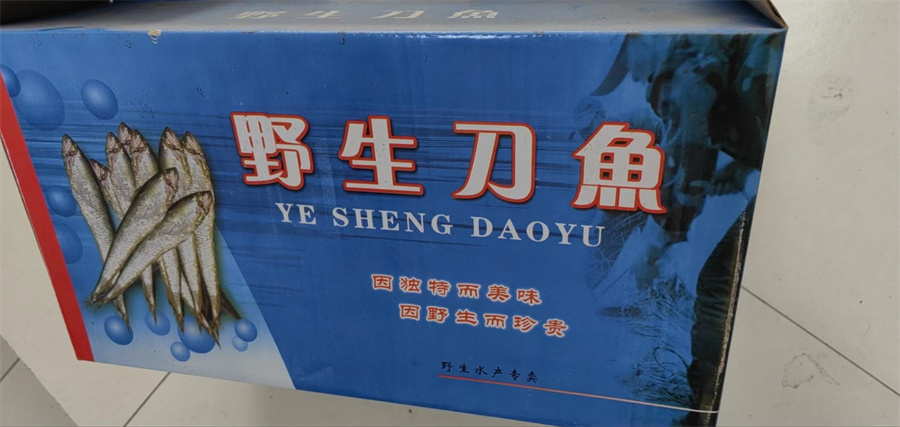 野生刀魚
野生刀魚
YE SHENG DAOYU
因独特而美味
因野生而珍贵
野生水产专卖